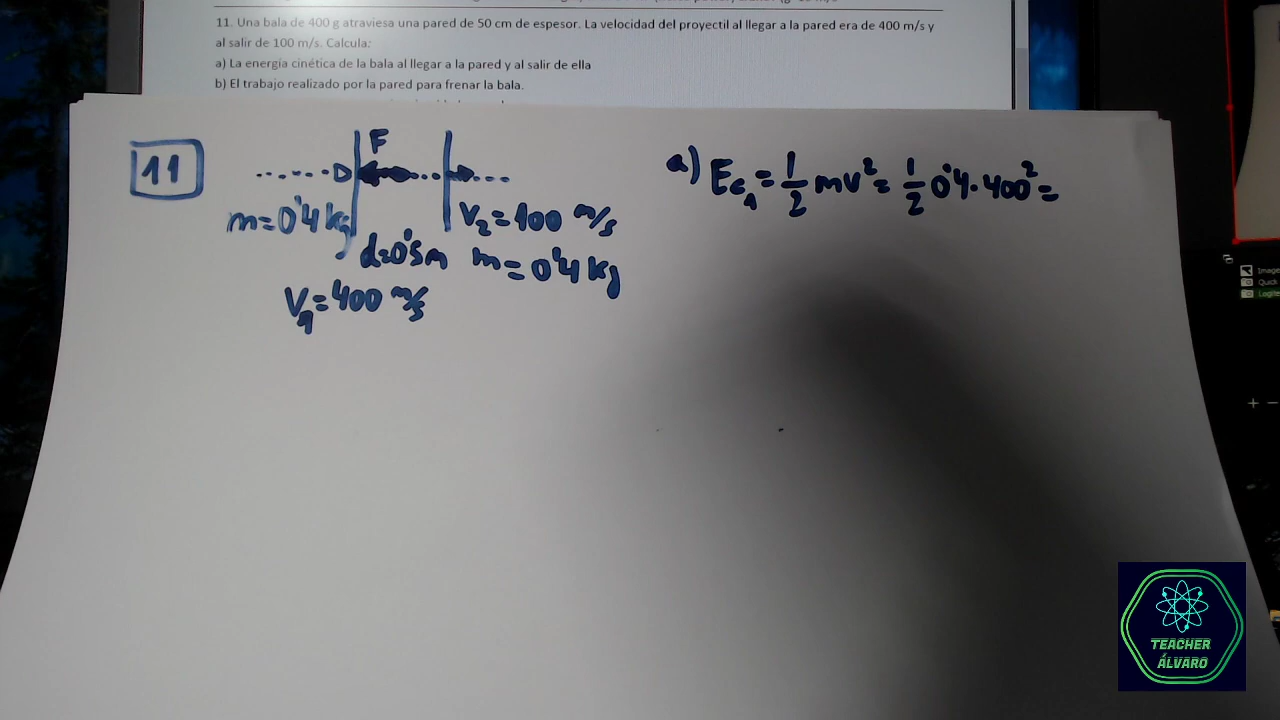 11. Una bala de 400 g atraviesa una pared de 50 cm de espesor. La velocidad del proyectil al llegar a la pared era de 400 m/s y
al salir de 100 m/s. Calcula:
a) La energía cinética de la bala al llegar a la pared y al salir de ella
b) El trabajo realizado por la pared para frenar la bala.
11
F
m=0'4 kg
V₂=100 m/s
d=0'5m
m=0'4 kg
V₁=400 m/s
a) Ec₁=1/2 mv²=1/2 0'4·400²=
Image
Quick
TEACHER
ÁLVARO